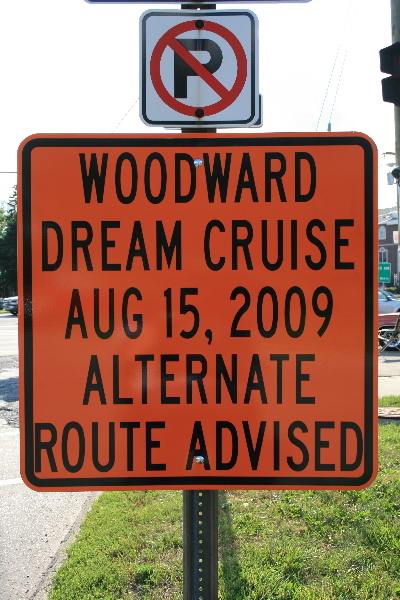 P
WOODWARD
DREAM CRUISE
AUG 15, 2009
ALTERNATE
ROUTE ADVISED